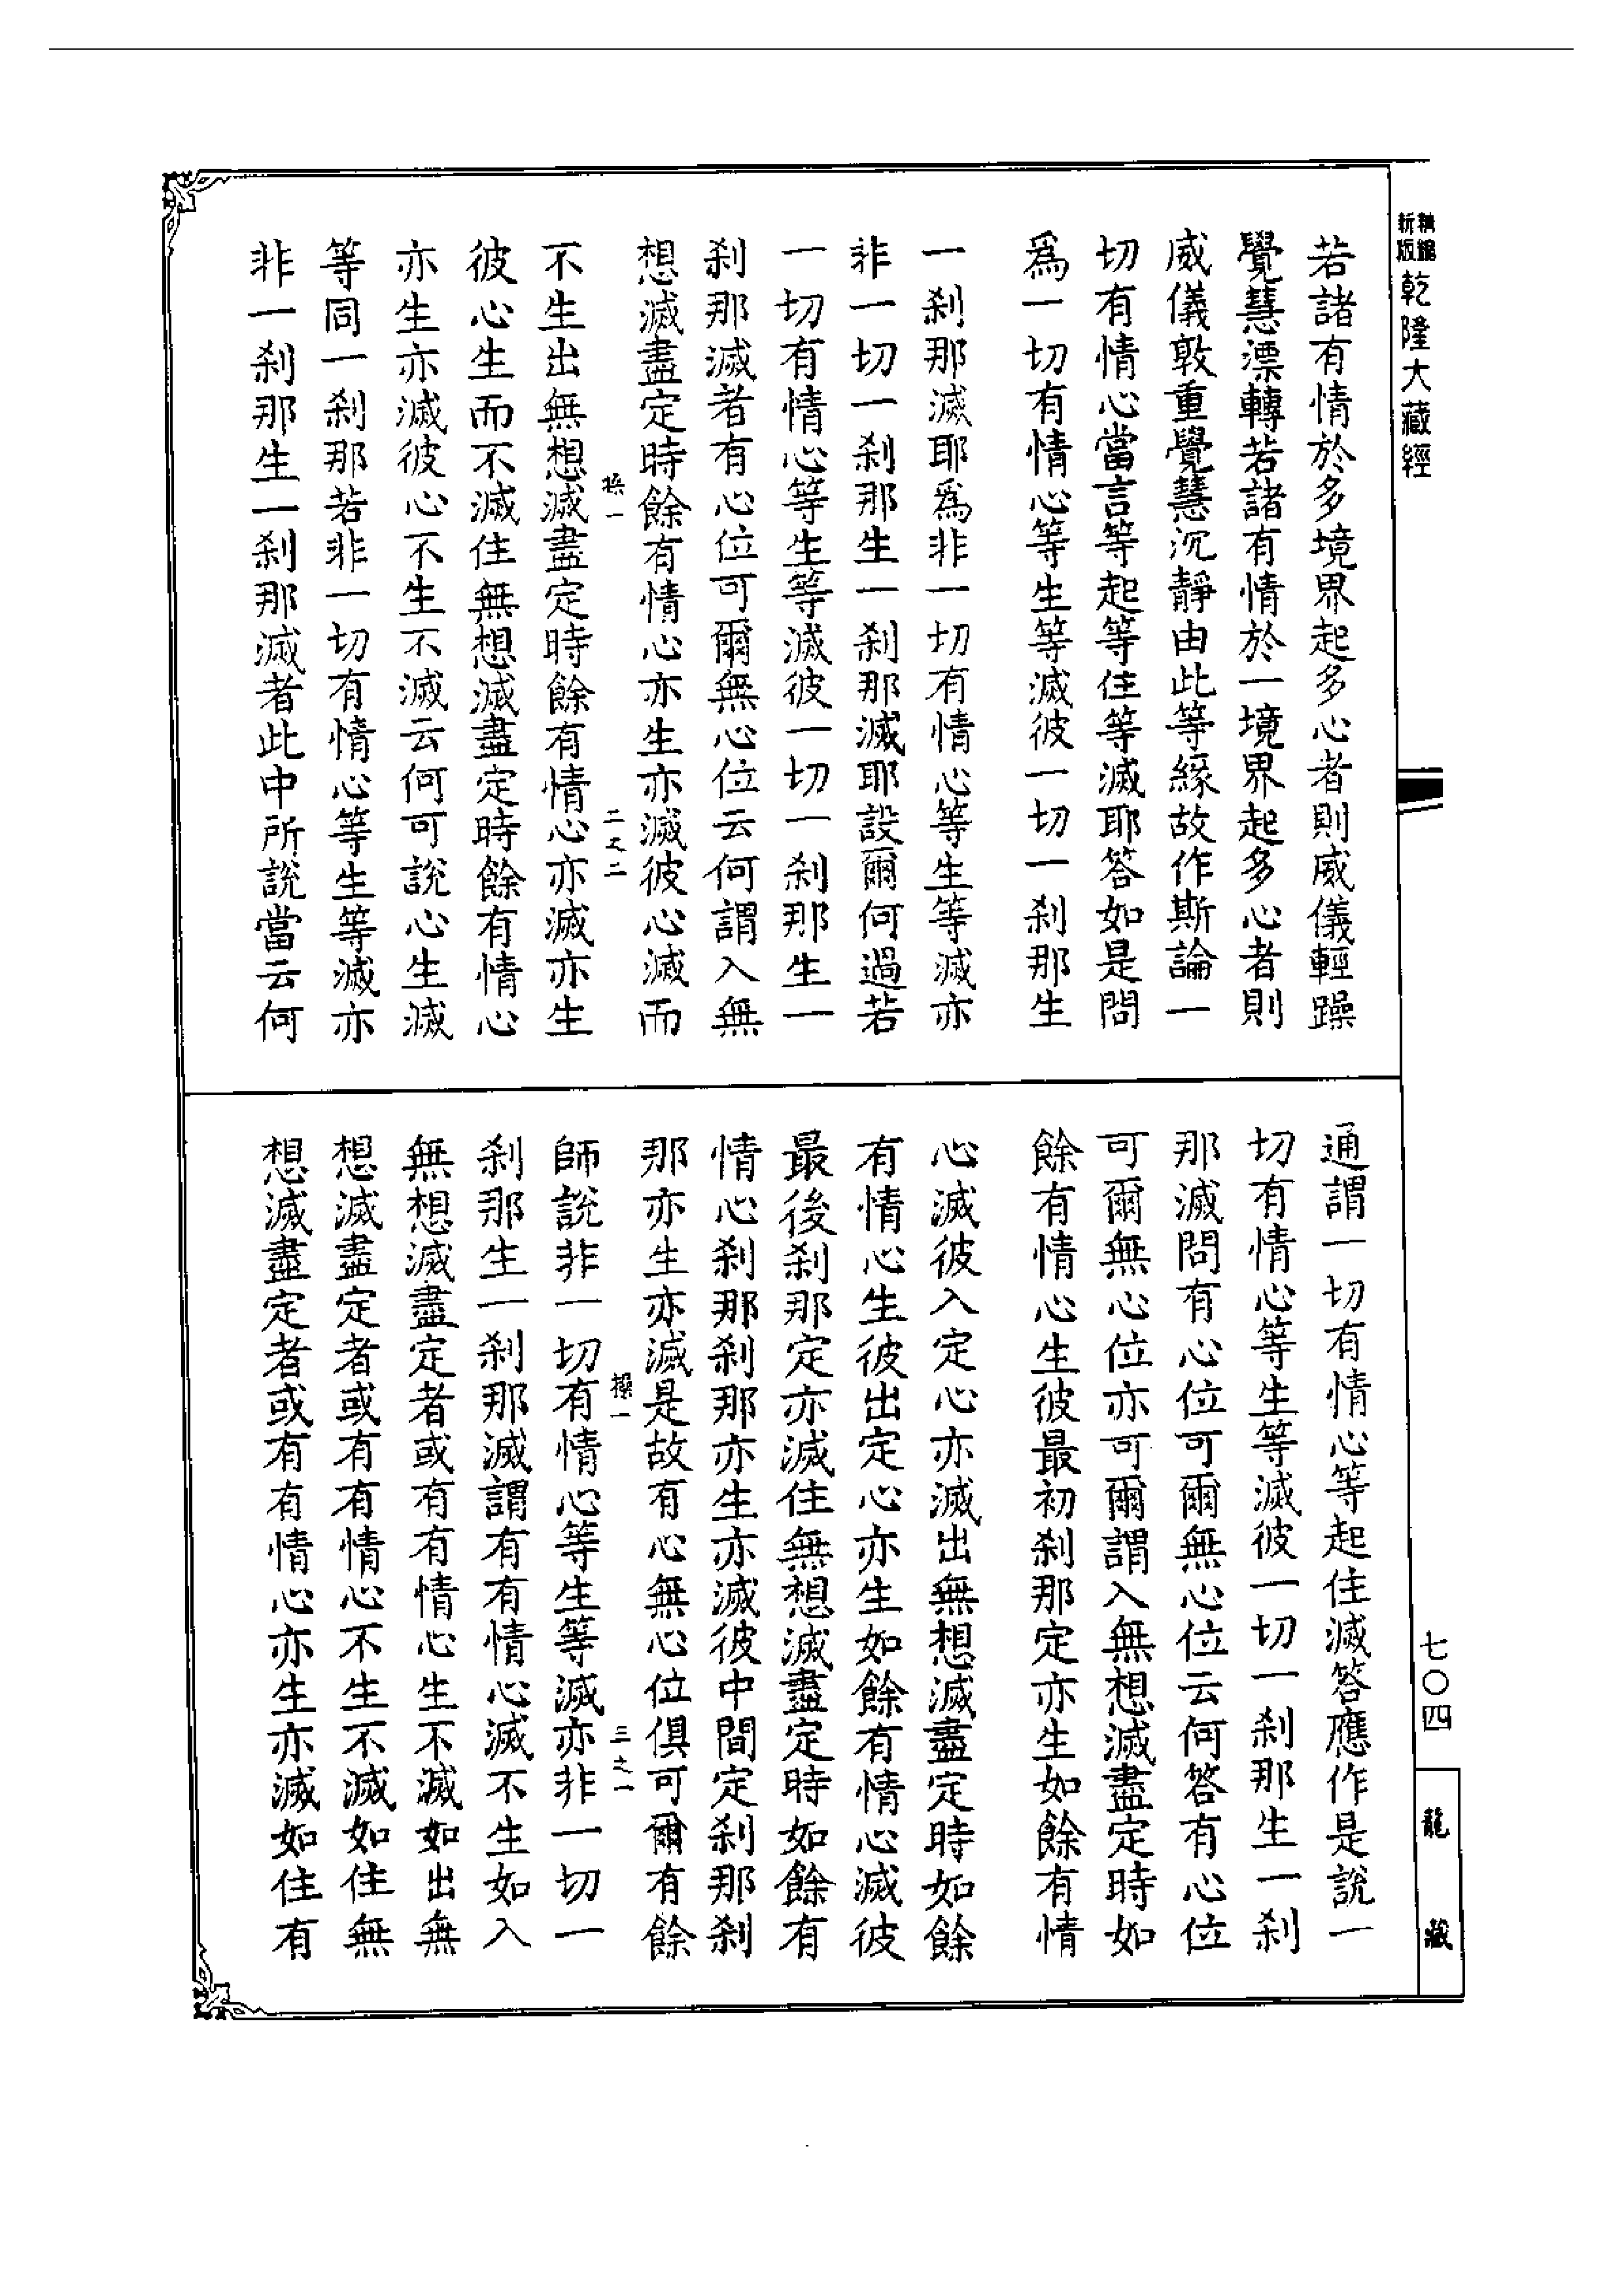 新版
精編
乾隆大藏經
若諸有情於多境界起多心者則威儀輕躁
覺慧漂轉若諸有情於一境界起多心者則
威儀敦重覺慧沉靜由此等緣故作斯論一
切有情心當言等起等住等滅耶答如是問
爲一切有情心等生等滅彼一切一刹那生
一刹那滅耶爲非一切有情心等生等滅亦
非一切一刹那生一刹那滅耶設爾何過若
一切有情心等生等滅彼一切一刹那生一
刹那滅者有心位可爾無心位云何謂入無
想滅盡定時餘有情心亦生亦滅彼心滅而
操一
二之二
不生出無想滅盡定時餘有情心亦滅亦生
彼心生而不滅住無想滅盡定時餘有情心
亦生亦滅彼心不生不滅云何可說心生滅
等同一刹那若非一切有情心等生等滅亦
非一刹那生一刹那滅者此中所說當云何
通謂一切有情心等起住滅答應作是說一
切有情心等生等滅彼一切一刹那生一刹
那滅問有心位可爾無心位云何答有心位
可爾無心位亦可爾謂入無想滅盡定時如
餘有情心生彼最初刹那定亦生如餘有情
心滅彼入定心亦滅出無想滅盡定時如餘
有情心生彼出定心亦生如餘有情心滅彼
最後刹那定亦滅住無想滅盡定時如餘有
情心刹那刹那亦生亦滅彼中間定刹那刹
那亦生亦滅是故有心無心位俱可爾有餘
操一
三之一
師說非一切有情心等生等滅亦非一切一
刹那生一刹那滅謂有有情心滅不生如入
無想滅盡定者或有有情心生不滅如出無
想滅盡定者或有有情心不生不滅如住無
想滅盡定者或有有情心亦生亦滅如住有
七〇四
龍藏